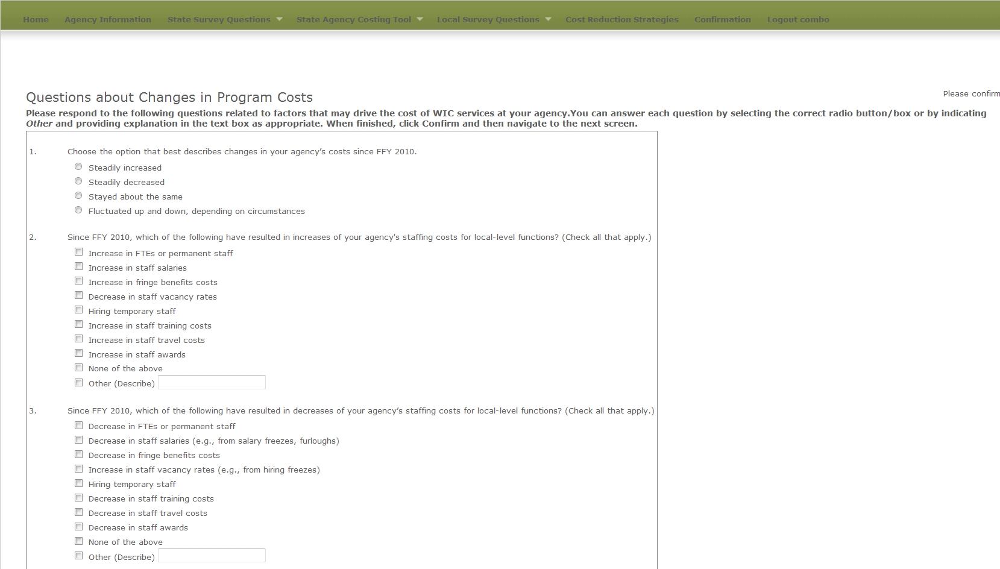 Home Agency Information State Survey Questions State Agency Costing Tool Local Survey Questions Cost Reduction Strategies Confirmation Logout combo
Questions about Changes in Program Costs
Please confirm
Please respond to the following questions related to factors that may drive the cost of WIC services at your agency.You can answer each question by selecting the correct radio button/box or by indicating
Other and providing explanation in the text box as appropriate. When finished, click Confirm and then navigate to the next screen.
1. Choose the option that best describes changes in your agency’s costs since FFY 2010.
Steadily increased
Steadily decreased
Stayed about the same
Fluctuated up and down, depending on circumstances
2. Since FFY 2010, which of the following have resulted in increases of your agency's staffing costs for local-level functions? (Check all that apply.)
Increase in FTEs or permanent staff
Increase in staff salaries
Increase in fringe benefits costs
Decrease in staff vacancy rates
Hiring temporary staff
Increase in staff training costs
Increase in staff travel costs
Increase in staff awards
None of the above
Other (Describe)
3. Since FFY 2010, which of the following have resulted in decreases of your agency’s staffing costs for local-level functions? (Check all that apply.)
Decrease in FTEs or permanent staff
Decrease in staff salaries (e.g., from salary freezes, furloughs)
Decrease in fringe benefits costs
Increase in staff vacancy rates (e.g., from hiring freezes)
Hiring temporary staff
Decrease in staff training costs
Decrease in staff travel costs
Decrease in staff awards
None of the above
Other (Describe)